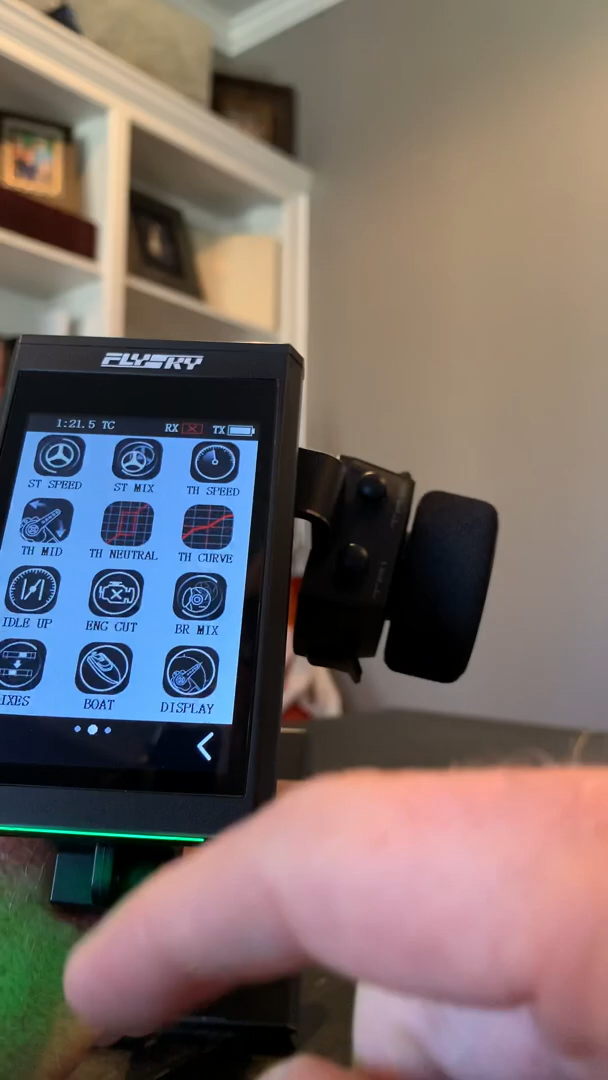 FLYSKY
1:21.5 TC RX TX
ST SPEED ST MIX TH SPEED
TH MID TH NEUTRAL TH CURVE
IDLE UP ENG CUT BR MIX
IXES BOAT DISPLAY